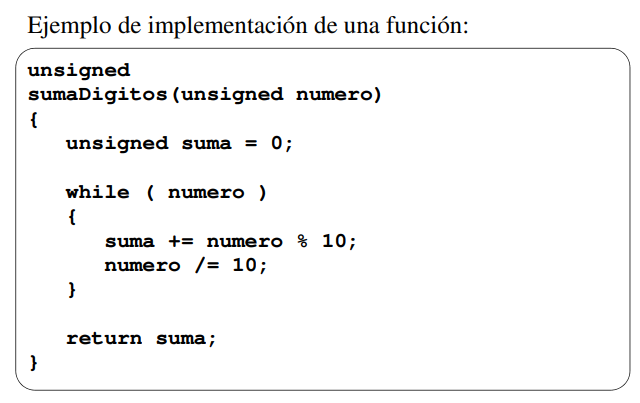 Ejemplo de implementación de una función:
unsigned
sumaDigitos(unsigned numero)
{
   unsigned suma = 0;

   while ( numero )
   {
      suma += numero % 10;
      numero /= 10;
   }

   return suma;
}